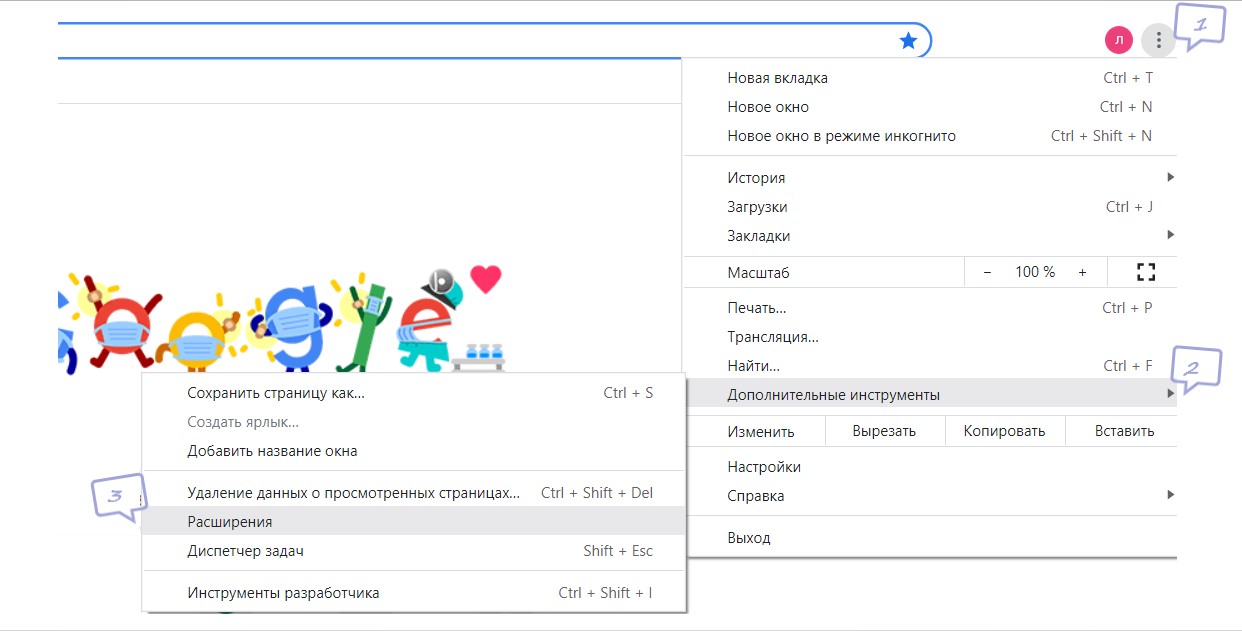 1
Л
Новая вкладка Ctrl + T
Новое окно Ctrl + N
Новое окно в режиме инкогнито Ctrl + Shift + N
История
Загрузки Ctrl + J
Закладки
Масштаб − 100 % +
Печать... Ctrl + P
Трансляция...
Найти... Ctrl + F
2
Дополнительные инструменты
Изменить Вырезать Копировать Вставить
Настройки
Справка
Выход
Сохранить страницу как... Ctrl + S
Создать ярлык...
Добавить название окна
3
Удаление данных о просмотренных страницах... Ctrl + Shift + Del
Расширения
Диспетчер задач Shift + Esc
Инструменты разработчика Ctrl + Shift + I